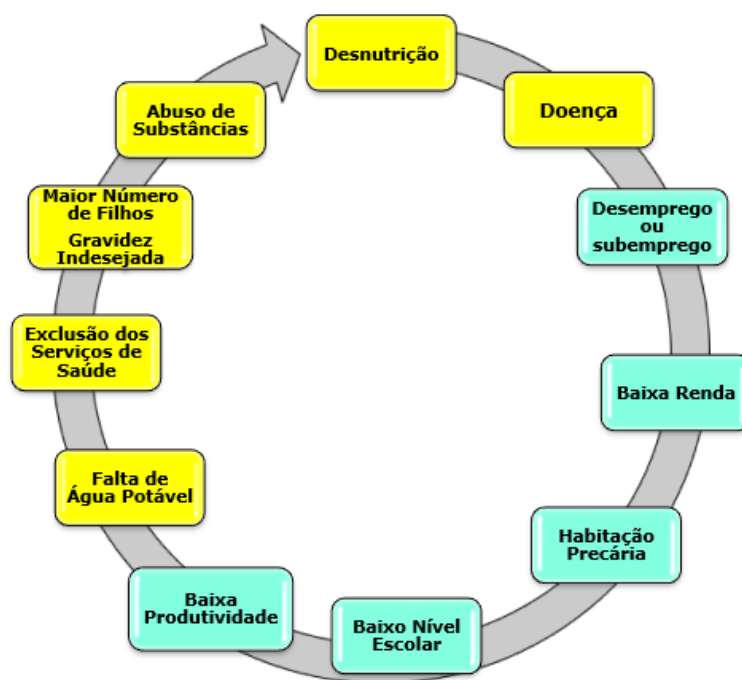 Desnutrição
Doença
Desemprego
ou
subemprego
Baixa Renda
Habitação
Precária
Baixo Nível
Escolar
Baixa
Produtividade
Falta de
Água Potável
Exclusão dos
Serviços de
Saúde
Maior Número
de Filhos
Gravidez
Indesejada
Abuso de
Substâncias